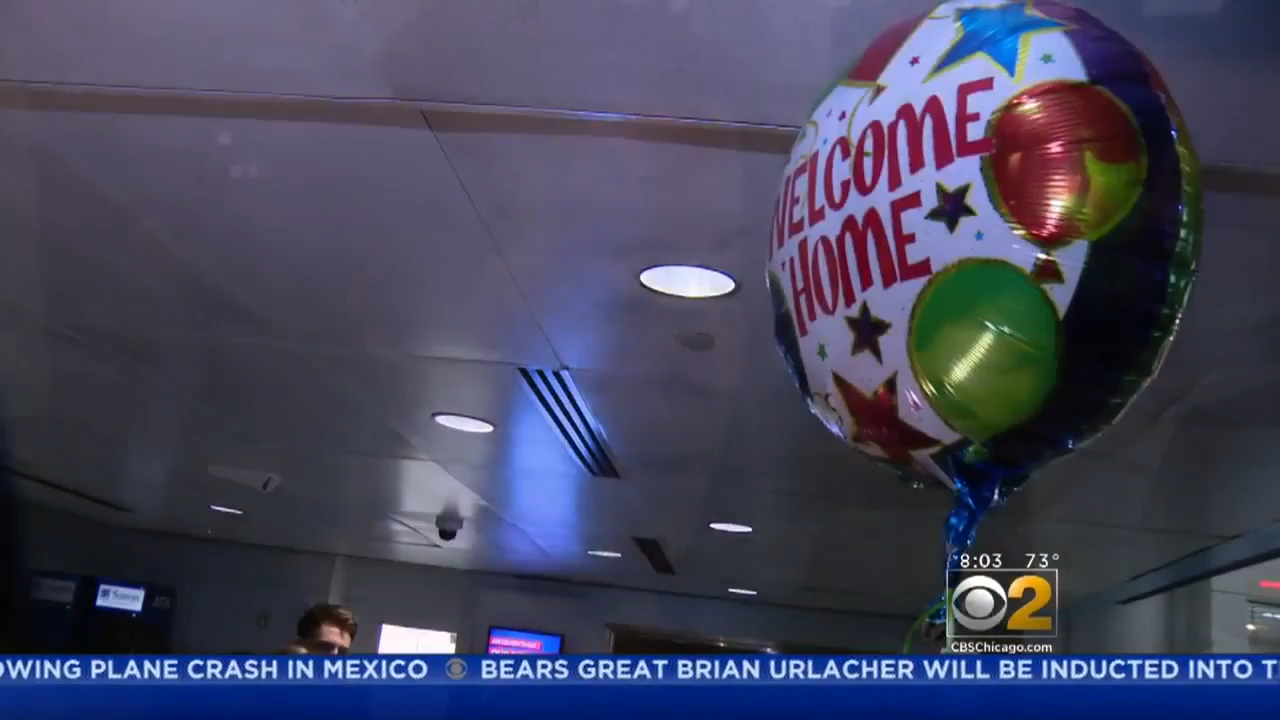 WELCOME
HOME
8:03 73°
2
CBSChicago.com
OWING PLANE CRASH IN MEXICO BEARS GREAT BRIAN URLACHER WILL BE INDUCTED INTO T